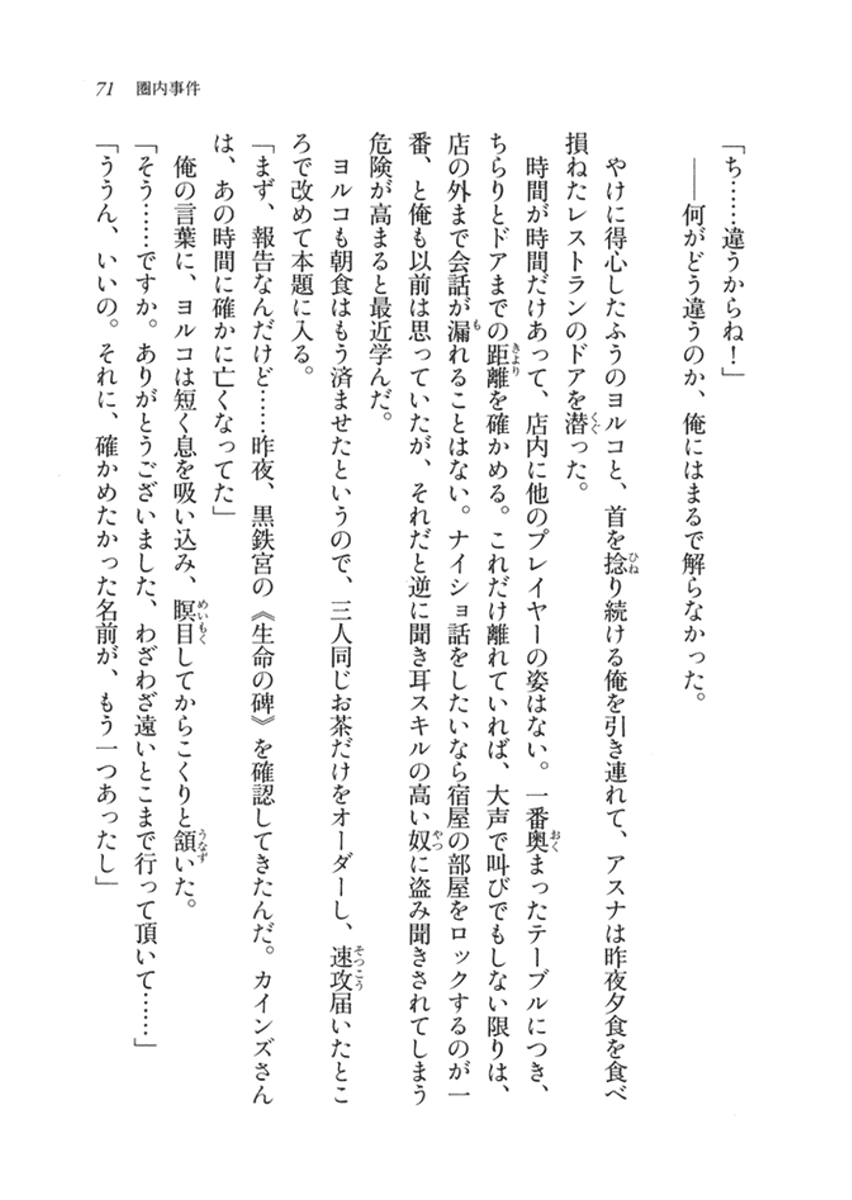 71　圏内事件
「ち……違うからね！」
――何がどう違うのか、俺にはまるで解らなかった。
やけに得心したふうのヨルコと、首を捻り続ける俺を引き連れて、アスナは昨夜夕食を食べ
損ねたレストランのドアを潜った。
時間が時間だけあって、店内に他のプレイヤーの姿はない。一番奥まったテーブルにつき、
ちらりとドアまでの距離を確かめる。これだけ離れていれば、大声で叫びでもしない限りは、
店の外まで会話が漏れることはない。ナイショ話をしたいなら宿屋の部屋をロックするのが一
番、と俺も以前は思っていたが、それだと逆に聞き耳スキルの高い奴に盗み聞きされてしまう
危険が高まると最近学んだ。
ヨルコも朝食はもう済ませたというので、三人同じお茶だけをオーダーし、速攻届いたとこ
ろで改めて本題に入る。
「まず、報告なんだけど……昨夜、黒鉄宮の《生命の碑》を確認してきたんだ。カインズさん
は、あの時間に確かに亡くなってた」
俺の言葉に、ヨルコは短く息を吸い込み、瞑目してからこくりと頷いた。
「そう……ですか。ありがとうございました、わざわざ遠いとこまで行って頂いて……」
「ううん、いいの。それに、確かめたかった名前が、もう一つあったし」